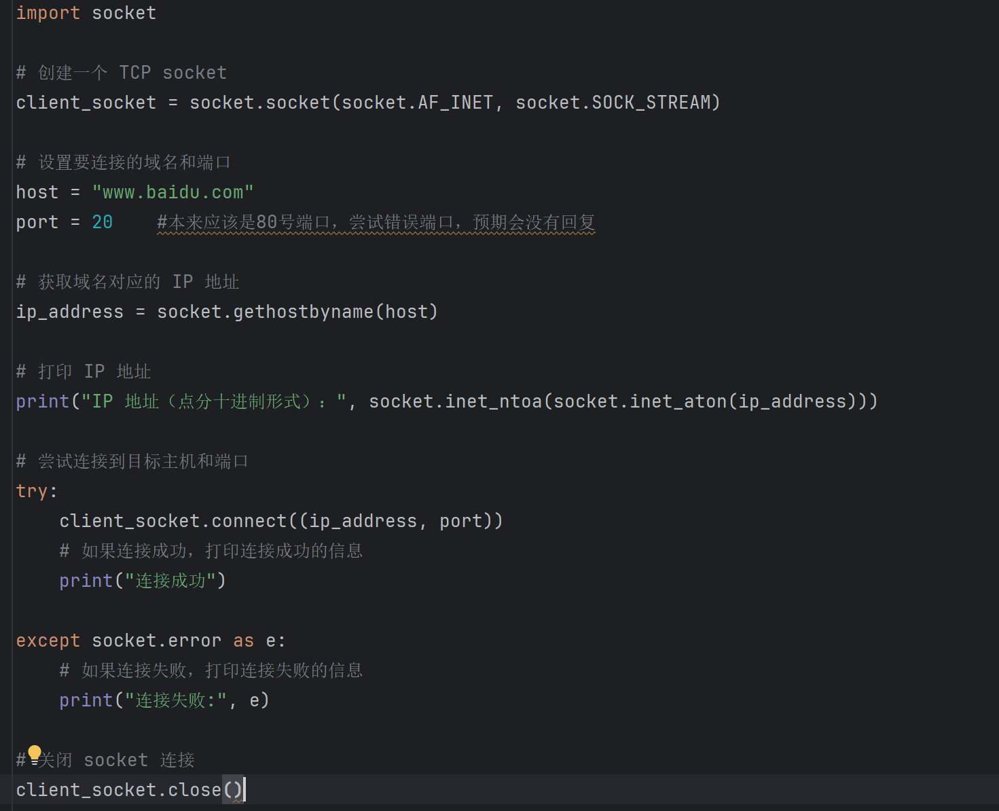 import socket
# 创建一个 TCP socket
client_socket = socket.socket(socket.AF_INET, socket.SOCK_STREAM)
# 设置要连接的域名和端口
host = "www.baidu.com"
port = 20    #本来应该是80号端口，尝试错误端口，预期会没有回复
# 获取域名对应的 IP 地址
ip_address = socket.gethostbyname(host)
# 打印 IP 地址
print("IP 地址（点分十进制形式）：", socket.inet_ntoa(socket.inet_aton(ip_address)))
# 尝试连接到目标主机和端口
try:
    client_socket.connect((ip_address, port))
    # 如果连接成功，打印连接成功的信息
    print("连接成功")
except socket.error as e:
    # 如果连接失败，打印连接失败的信息
    print("连接失败:", e)
# 关闭 socket 连接
client_socket.close()